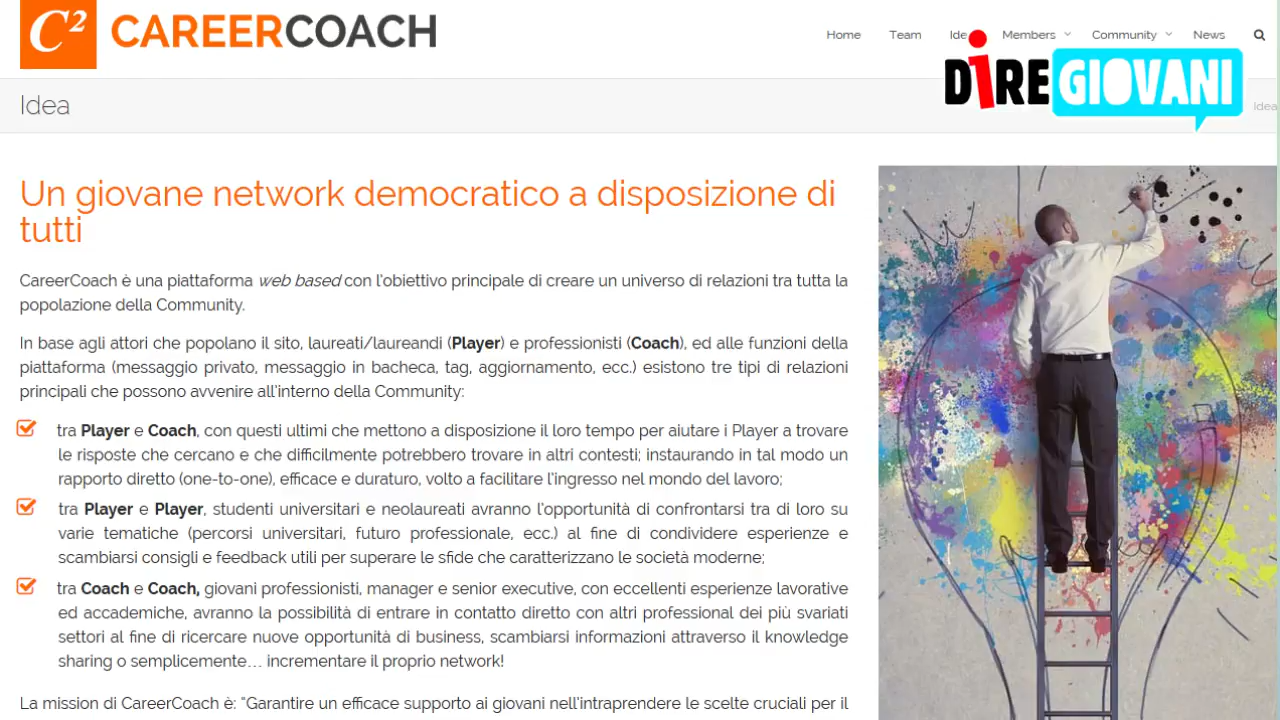 C² CAREERCOACH
Home Team Ide Members Community News
DIREGIOVANI
Idea
Idea
Un giovane network democratico a disposizione di
tutti
CareerCoach è una piattaforma web based con l'obiettivo principale di creare un universo di relazioni tra tutta la
popolazione della Community.
In base agli attori che popolano il sito, laureati/laureandi (Player) e professionisti (Coach), ed alle funzioni della
piattaforma (messaggio privato, messaggio in bacheca, tag, aggiornamento, ecc.) esistono tre tipi di relazioni
principali che possono avvenire all'interno della Community:
tra Player e Coach, con questi ultimi che mettono a disposizione il loro tempo per aiutare i Player a trovare
le risposte che cercano e che difficilmente potrebbero trovare in altri contesti; instaurando in tal modo un
rapporto diretto (one-to-one), efficace e duraturo, volto a facilitare l'ingresso nel mondo del lavoro;
tra Player e Player, studenti universitari e neolaureati avranno l'opportunità di confrontarsi tra di loro su
varie tematiche (percorsi universitari, futuro professionale, ecc.) al fine di condividere esperienze e
scambiarsi consigli e feedback utili per superare le sfide che caratterizzano le società moderne;
tra Coach e Coach, giovani professionisti, manager e senior executive, con eccellenti esperienze lavorative
ed accademiche, avranno la possibilità di entrare in contatto diretto con altri professional dei più svariati
settori al fine di ricercare nuove opportunità di business, scambiarsi informazioni attraverso il knowledge
sharing o semplicemente… incrementare il proprio network!
La mission di CareerCoach è: "Garantire un efficace supporto ai giovani nell'intraprendere le scelte cruciali per il